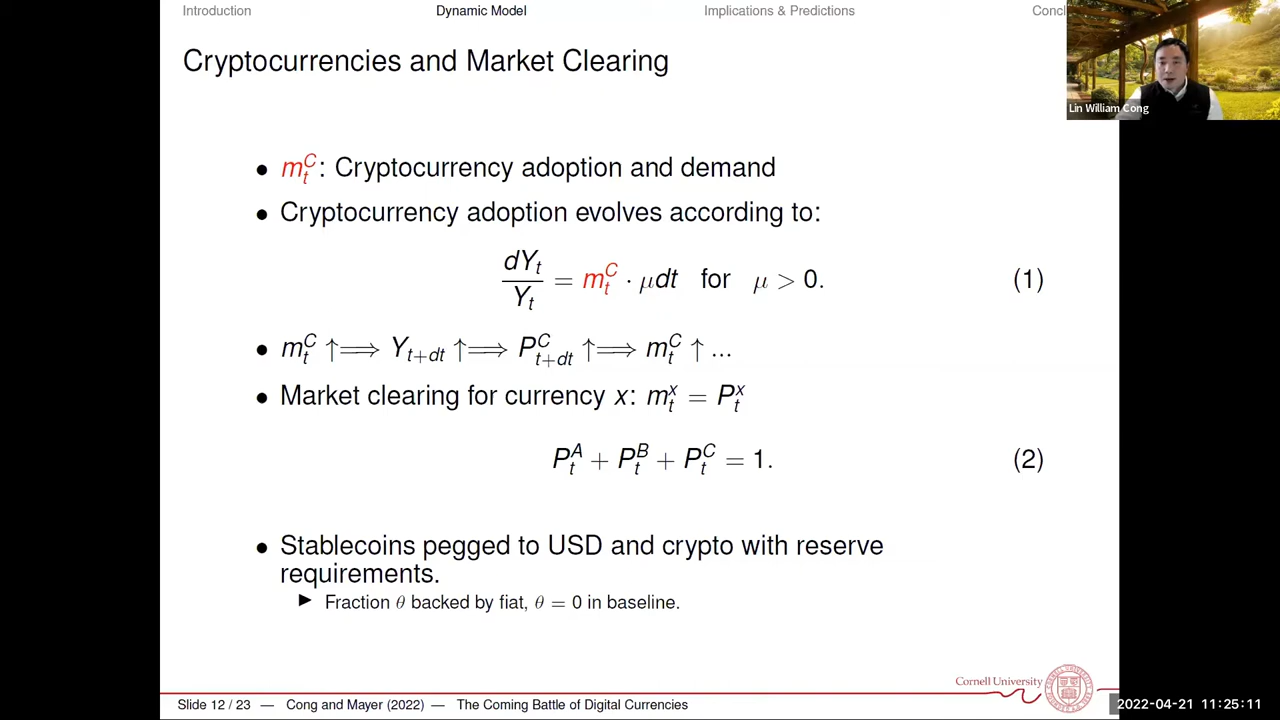 Introduction Dynamic Model Implications & Predictions Concl
Cryptocurrencies and Market Clearing
Lin William Cong
• m_t^C: Cryptocurrency adoption and demand
• Cryptocurrency adoption evolves according to:
dY_t / Y_t = m_t^C · μdt for μ > 0. (1)
• m_t^C ↑⟹ Y_{t+dt} ↑⟹ P_{t+dt}^C ↑⟹ m_t^C ↑ ...
• Market clearing for currency x: m_t^x = P_t^x
P_t^A + P_t^B + P_t^C = 1. (2)
• Stablecoins pegged to USD and crypto with reserve
requirements.
▶ Fraction θ backed by fiat, θ = 0 in baseline.
Cornell University
Slide 12 / 23 — Cong and Mayer (2022) — The Coming Battle of Digital Currencies
2022-04-21 11:25:11